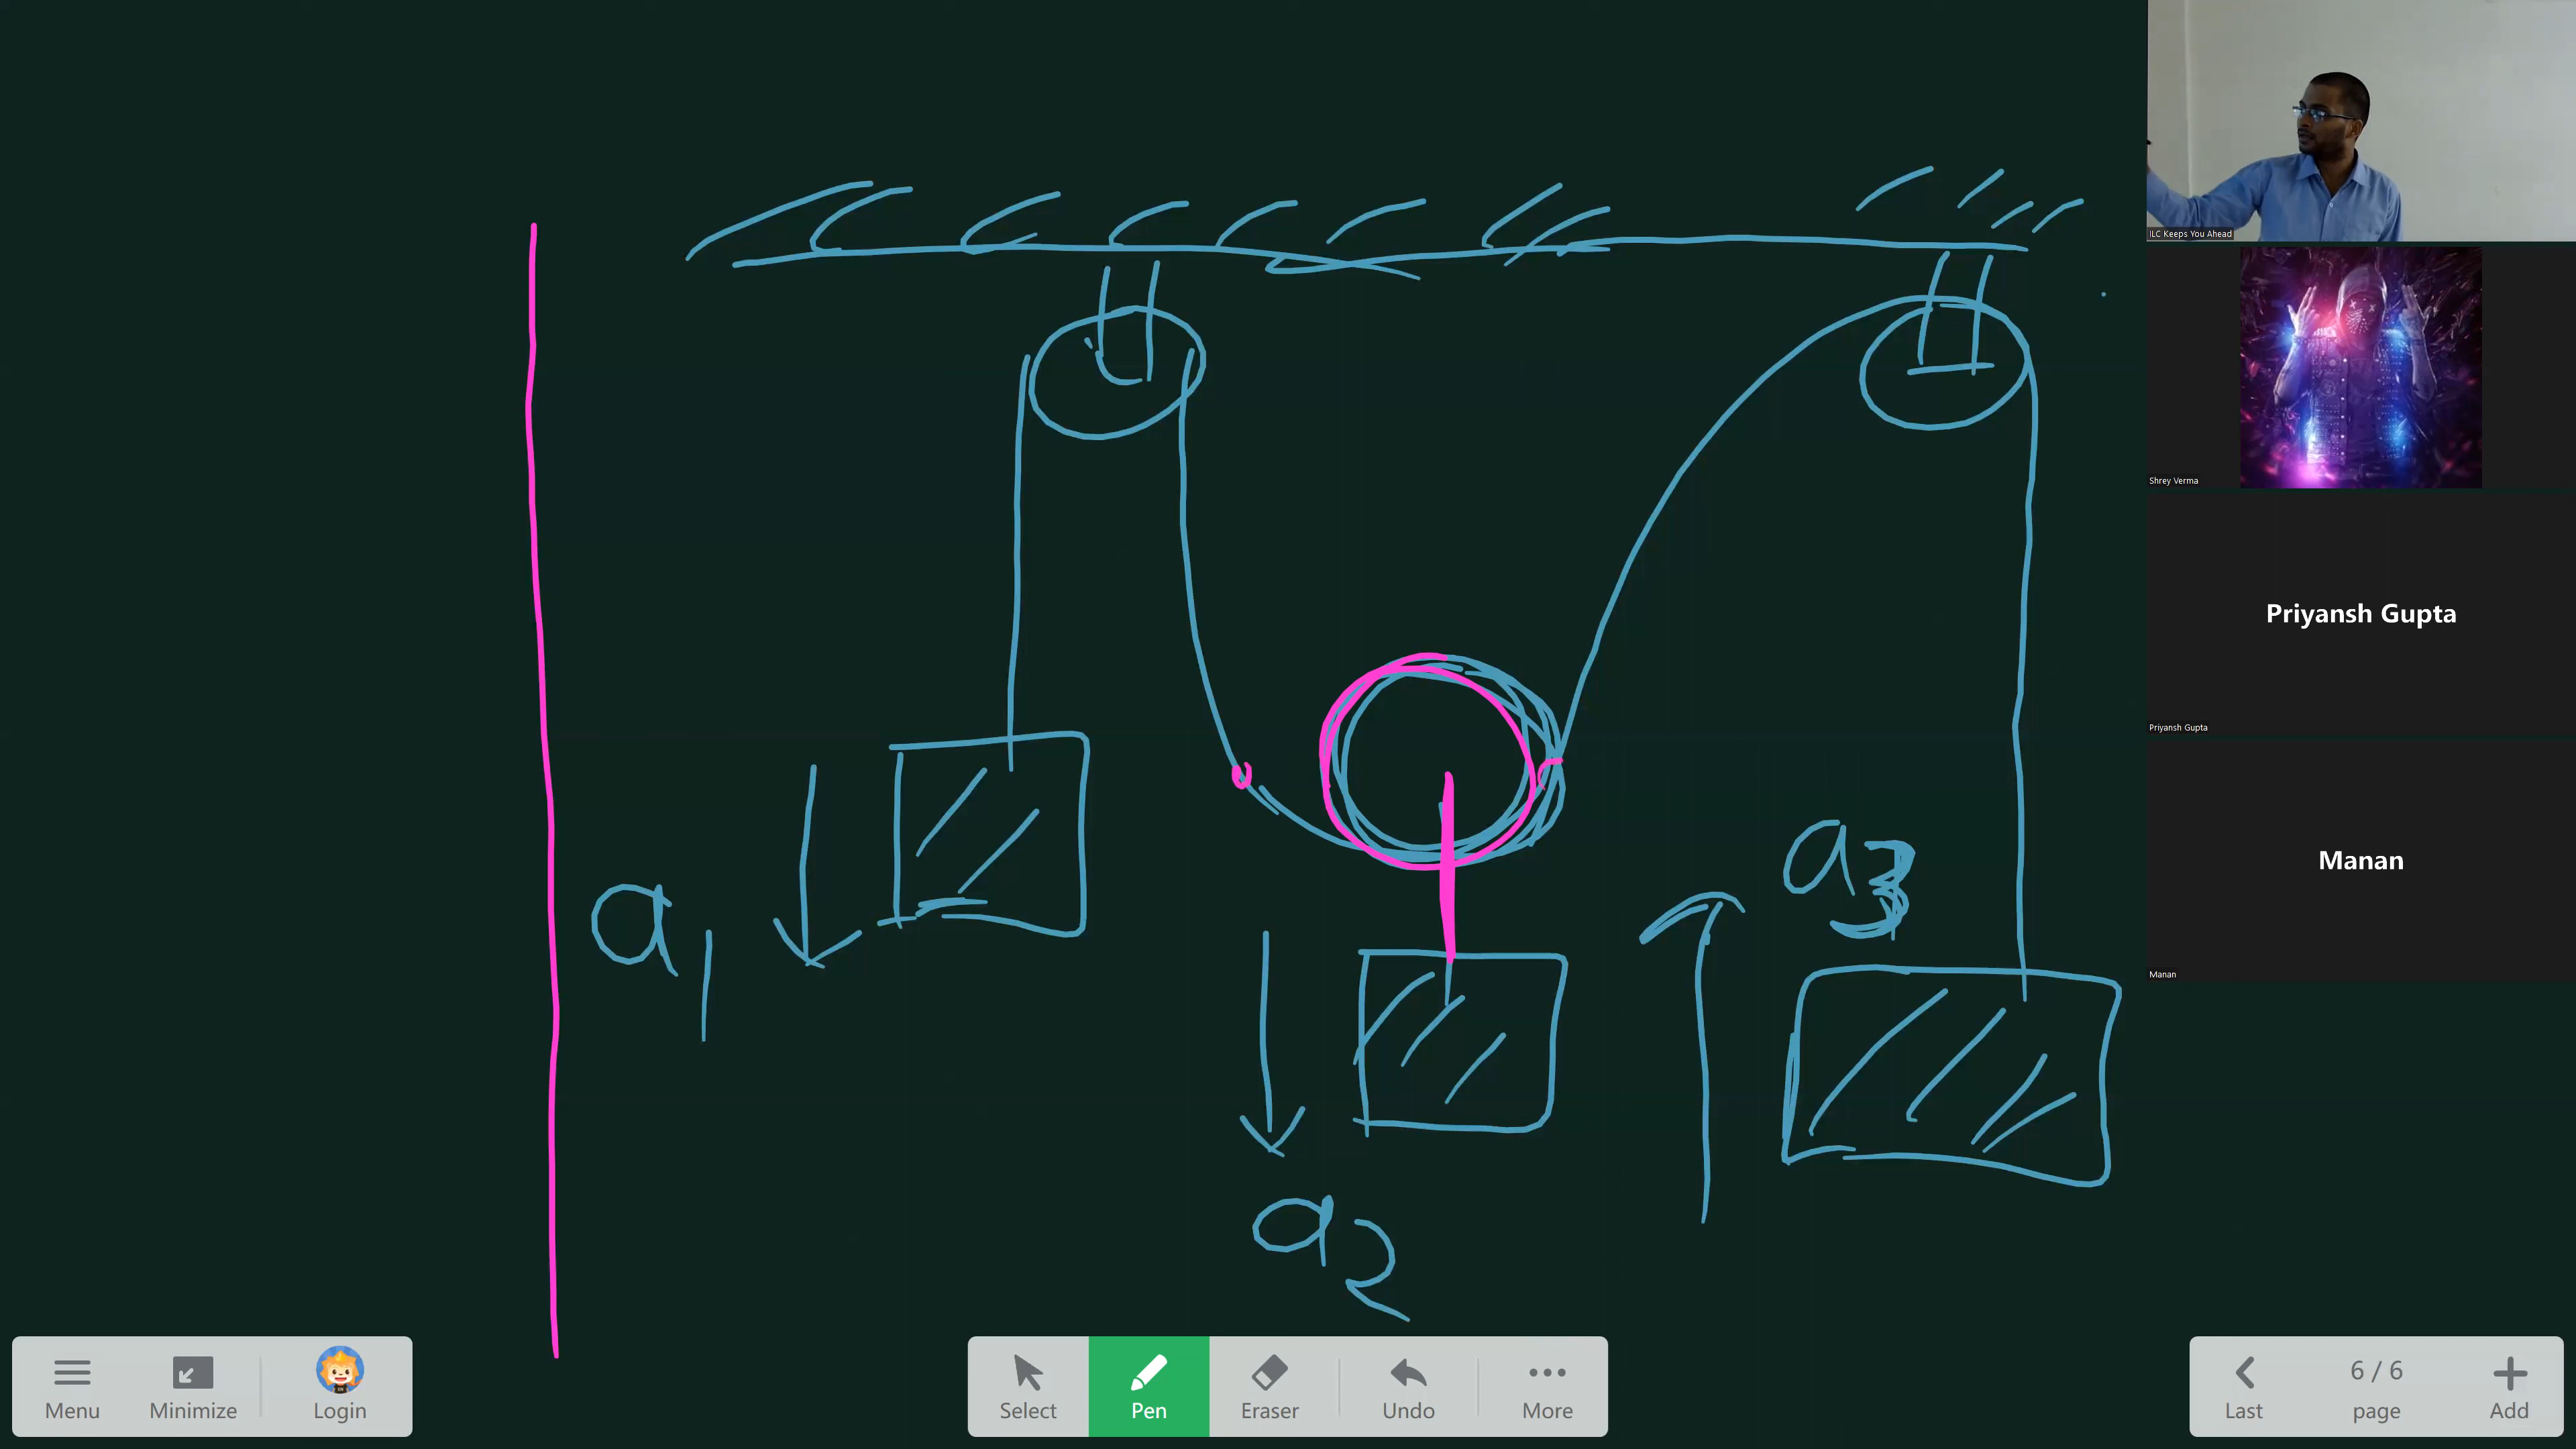 ILC Keeps You Ahead
Shrey Verma
Priyansh Gupta
Priyansh Gupta
Manan
Manan
a1
a2
a3
Menu
Minimize
Login
Select
Pen
Eraser
Undo
More
Last
6 / 6
page
Add